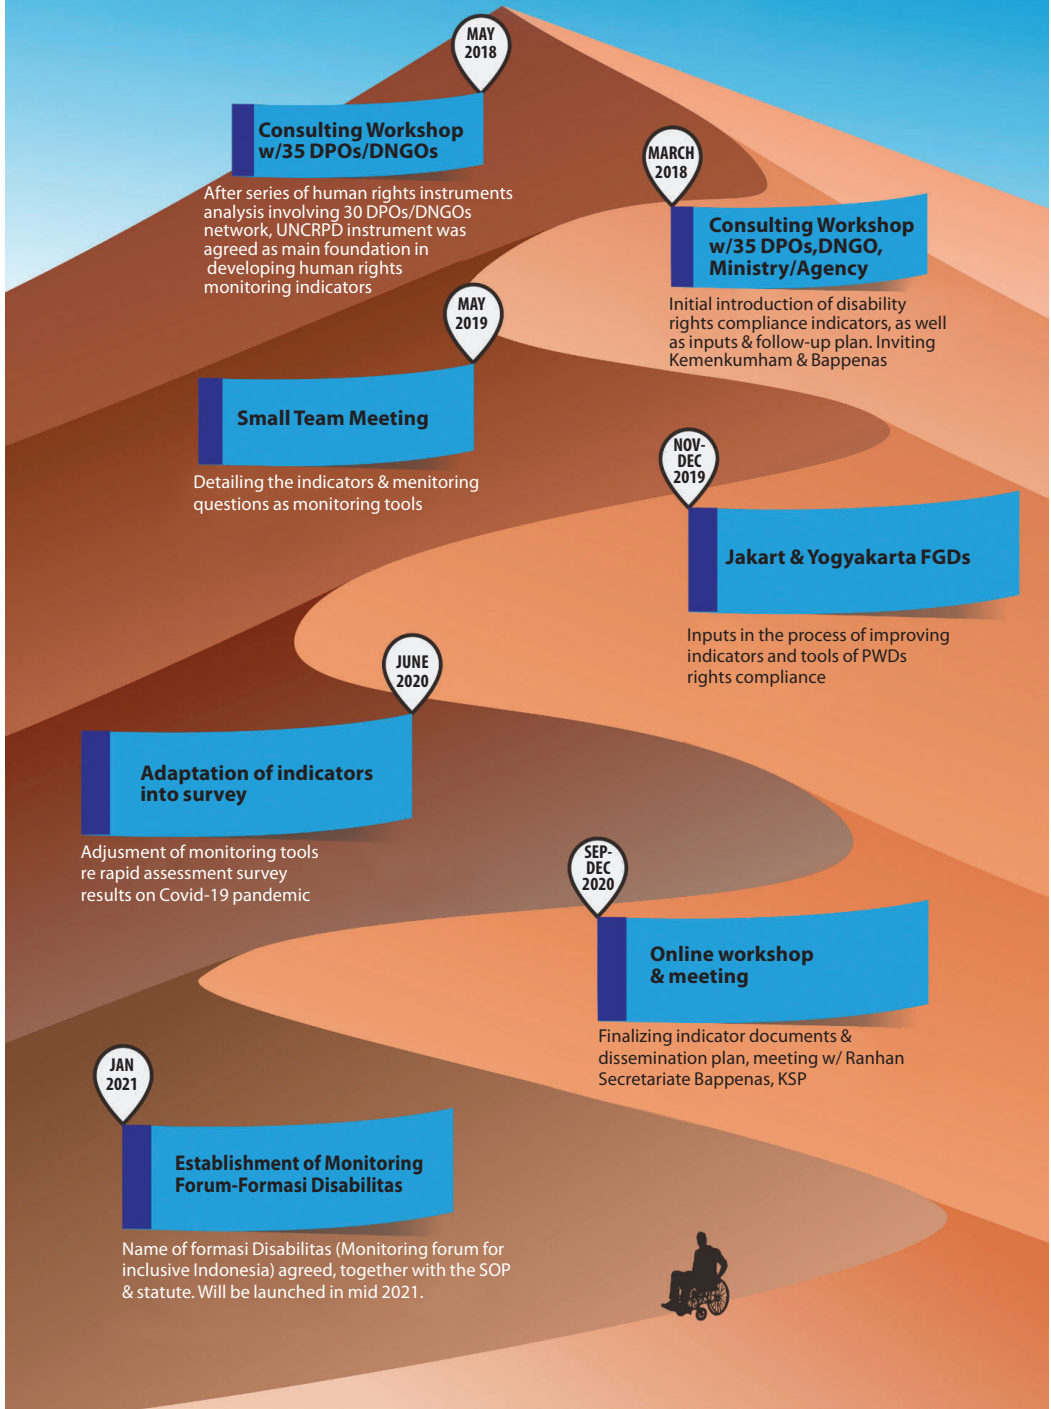 MAY
2018
Consulting Workshop
w/35 DPOs/DNGOs
After series of human rights instruments
analysis involving 30 DPOs/DNGOs
network, UNCRPD instrument was
agreed as main foundation in
developing human rights
monitoring indicators
MARCH
2018
Consulting Workshop
w/35 DPOs,DNGO,
Ministry/Agency
Initial introduction of disability
rights compliance indicators, as well
as inputs & follow-up plan. Inviting
Kemenkumham & Bappenas
MAY
2019
Small Team Meeting
Detailing the indicators & menitoring
questions as monitoring tools
NOV-
DEC
2019
Jakart & Yogyakarta FGDs
Inputs in the process of improving
indicators and tools of PWDs
rights compliance
JUNE
2020
Adaptation of indicators
into survey
Adjusment of monitoring tools
re rapid assessment survey
results on Covid-19 pandemic
SEP-
DEC
2020
Online workshop
& meeting
Finalizing indicator documents &
dissemination plan, meeting w/ Ranhan
Secretariate Bappenas, KSP
JAN
2021
Establishment of Monitoring
Forum-Formasi Disabilitas
Name of formasi Disabilitas (Monitoring forum for
inclusive Indonesia) agreed, together with the SOP
& statute. Will be launched in mid 2021.